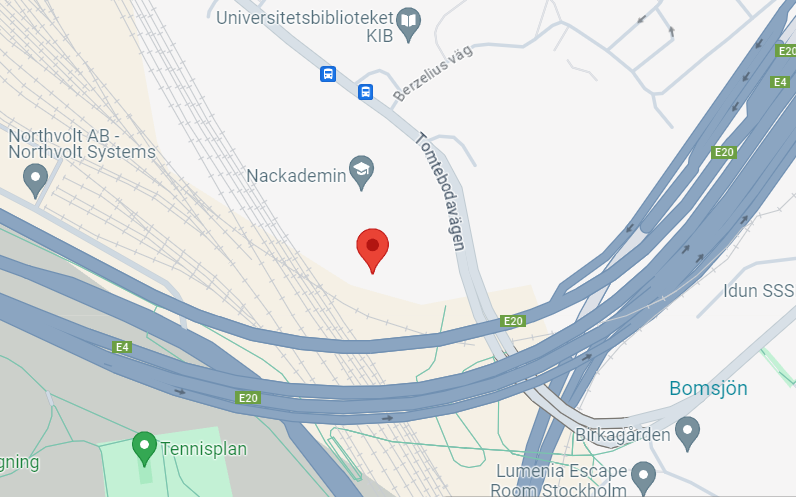 Universitetsbiblioteket
KIB
E20
E4
Berzelius väg
Northvolt AB -
Northvolt Systems
Tomtebodavägen
E20
Nackademin
Idun SSS
E20
E4
E20
Bomsjön
Birkagården
Tennisplan
gning
Lumenia Escape
Room Stockholm